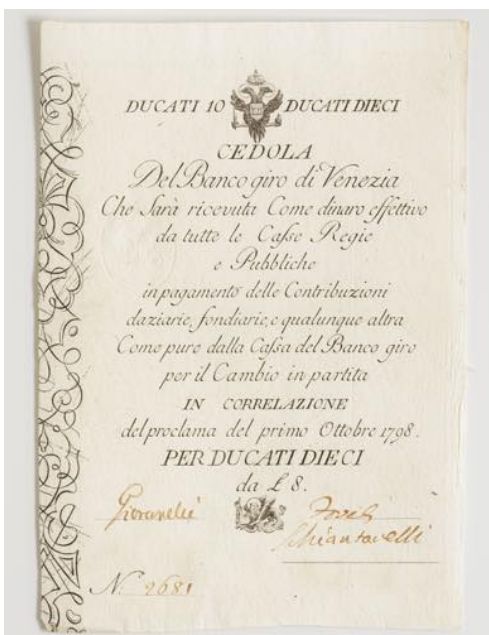 DUCATI 10 DUCATI DIECI
CEDOLA
Del Banco giro di Venezia
Che Sarà ricevuta Come dinaro effettivo
da tutte le Casse Regie
e Pubbliche
in pagamento delle Contribuzioni
daziarie, fondiarie, e qualunque altra
Come pure dalla Cassa del Banco giro
per il Cambio in partita
IN CORRELAZIONE
del proclama del primo Ottobre 1798.
PER DUCATI DIECI
da £ 8.
Giovanelli
Chiantavelli
N. 2681